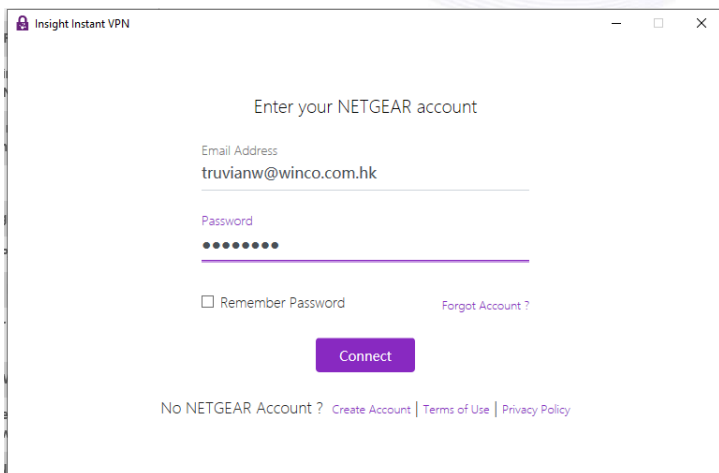 Insight Instant VPN
Enter your NETGEAR account
Email Address
truvianw@winco.com.hk
Password
●●●●●●●●
Remember Password
Forgot Account ?
Connect
No NETGEAR Account ? Create Account | Terms of Use | Privacy Policy